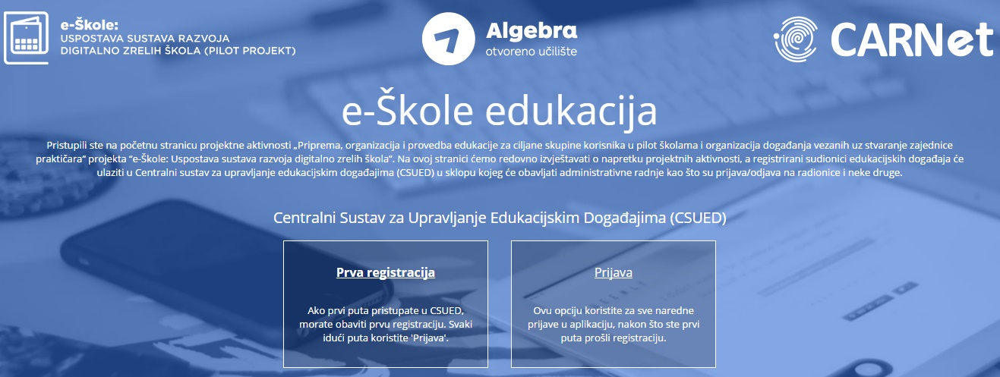 e-Škole:
USPOSTAVA SUSTAVA RAZVOJA
DIGITALNO ZRELIH ŠKOLA (PILOT PROJEKT)
Algebra
otvoreno učilište
CARNet
e-Škole edukacija
Pristupili ste na početnu stranicu projektne aktivnosti „Priprema, organizacija i provedba edukacije za ciljane skupine korisnika u pilot školama i organizacija događanja vezanih uz stvaranje zajednice
praktičara“ projekta “e-Škole: Uspostava sustava razvoja digitalno zrelih škola“. Na ovoj stranici ćemo redovno izvještavati o napretku projektnih aktivnosti, a registrirani sudionici edukacijskih događaja će
ulaziti u Centralni sustav za upravljanje edukacijskim događajima (CSUED) u sklopu kojeg će obavljati administrativne radnje kao što su prijava/odjava na radionice i neke druge.
Centralni Sustav za Upravljanje Edukacijskim Događajima (CSUED)
Prva registracija
Ako prvi puta pristupate u CSUED,
morate obaviti prvu registraciju. Svaki
idući puta koristite 'Prijava'.
Prijava
Ovu opciju koristite za sve naredne
prijave u aplikaciju, nakon što ste prvi
puta prošli registraciju.